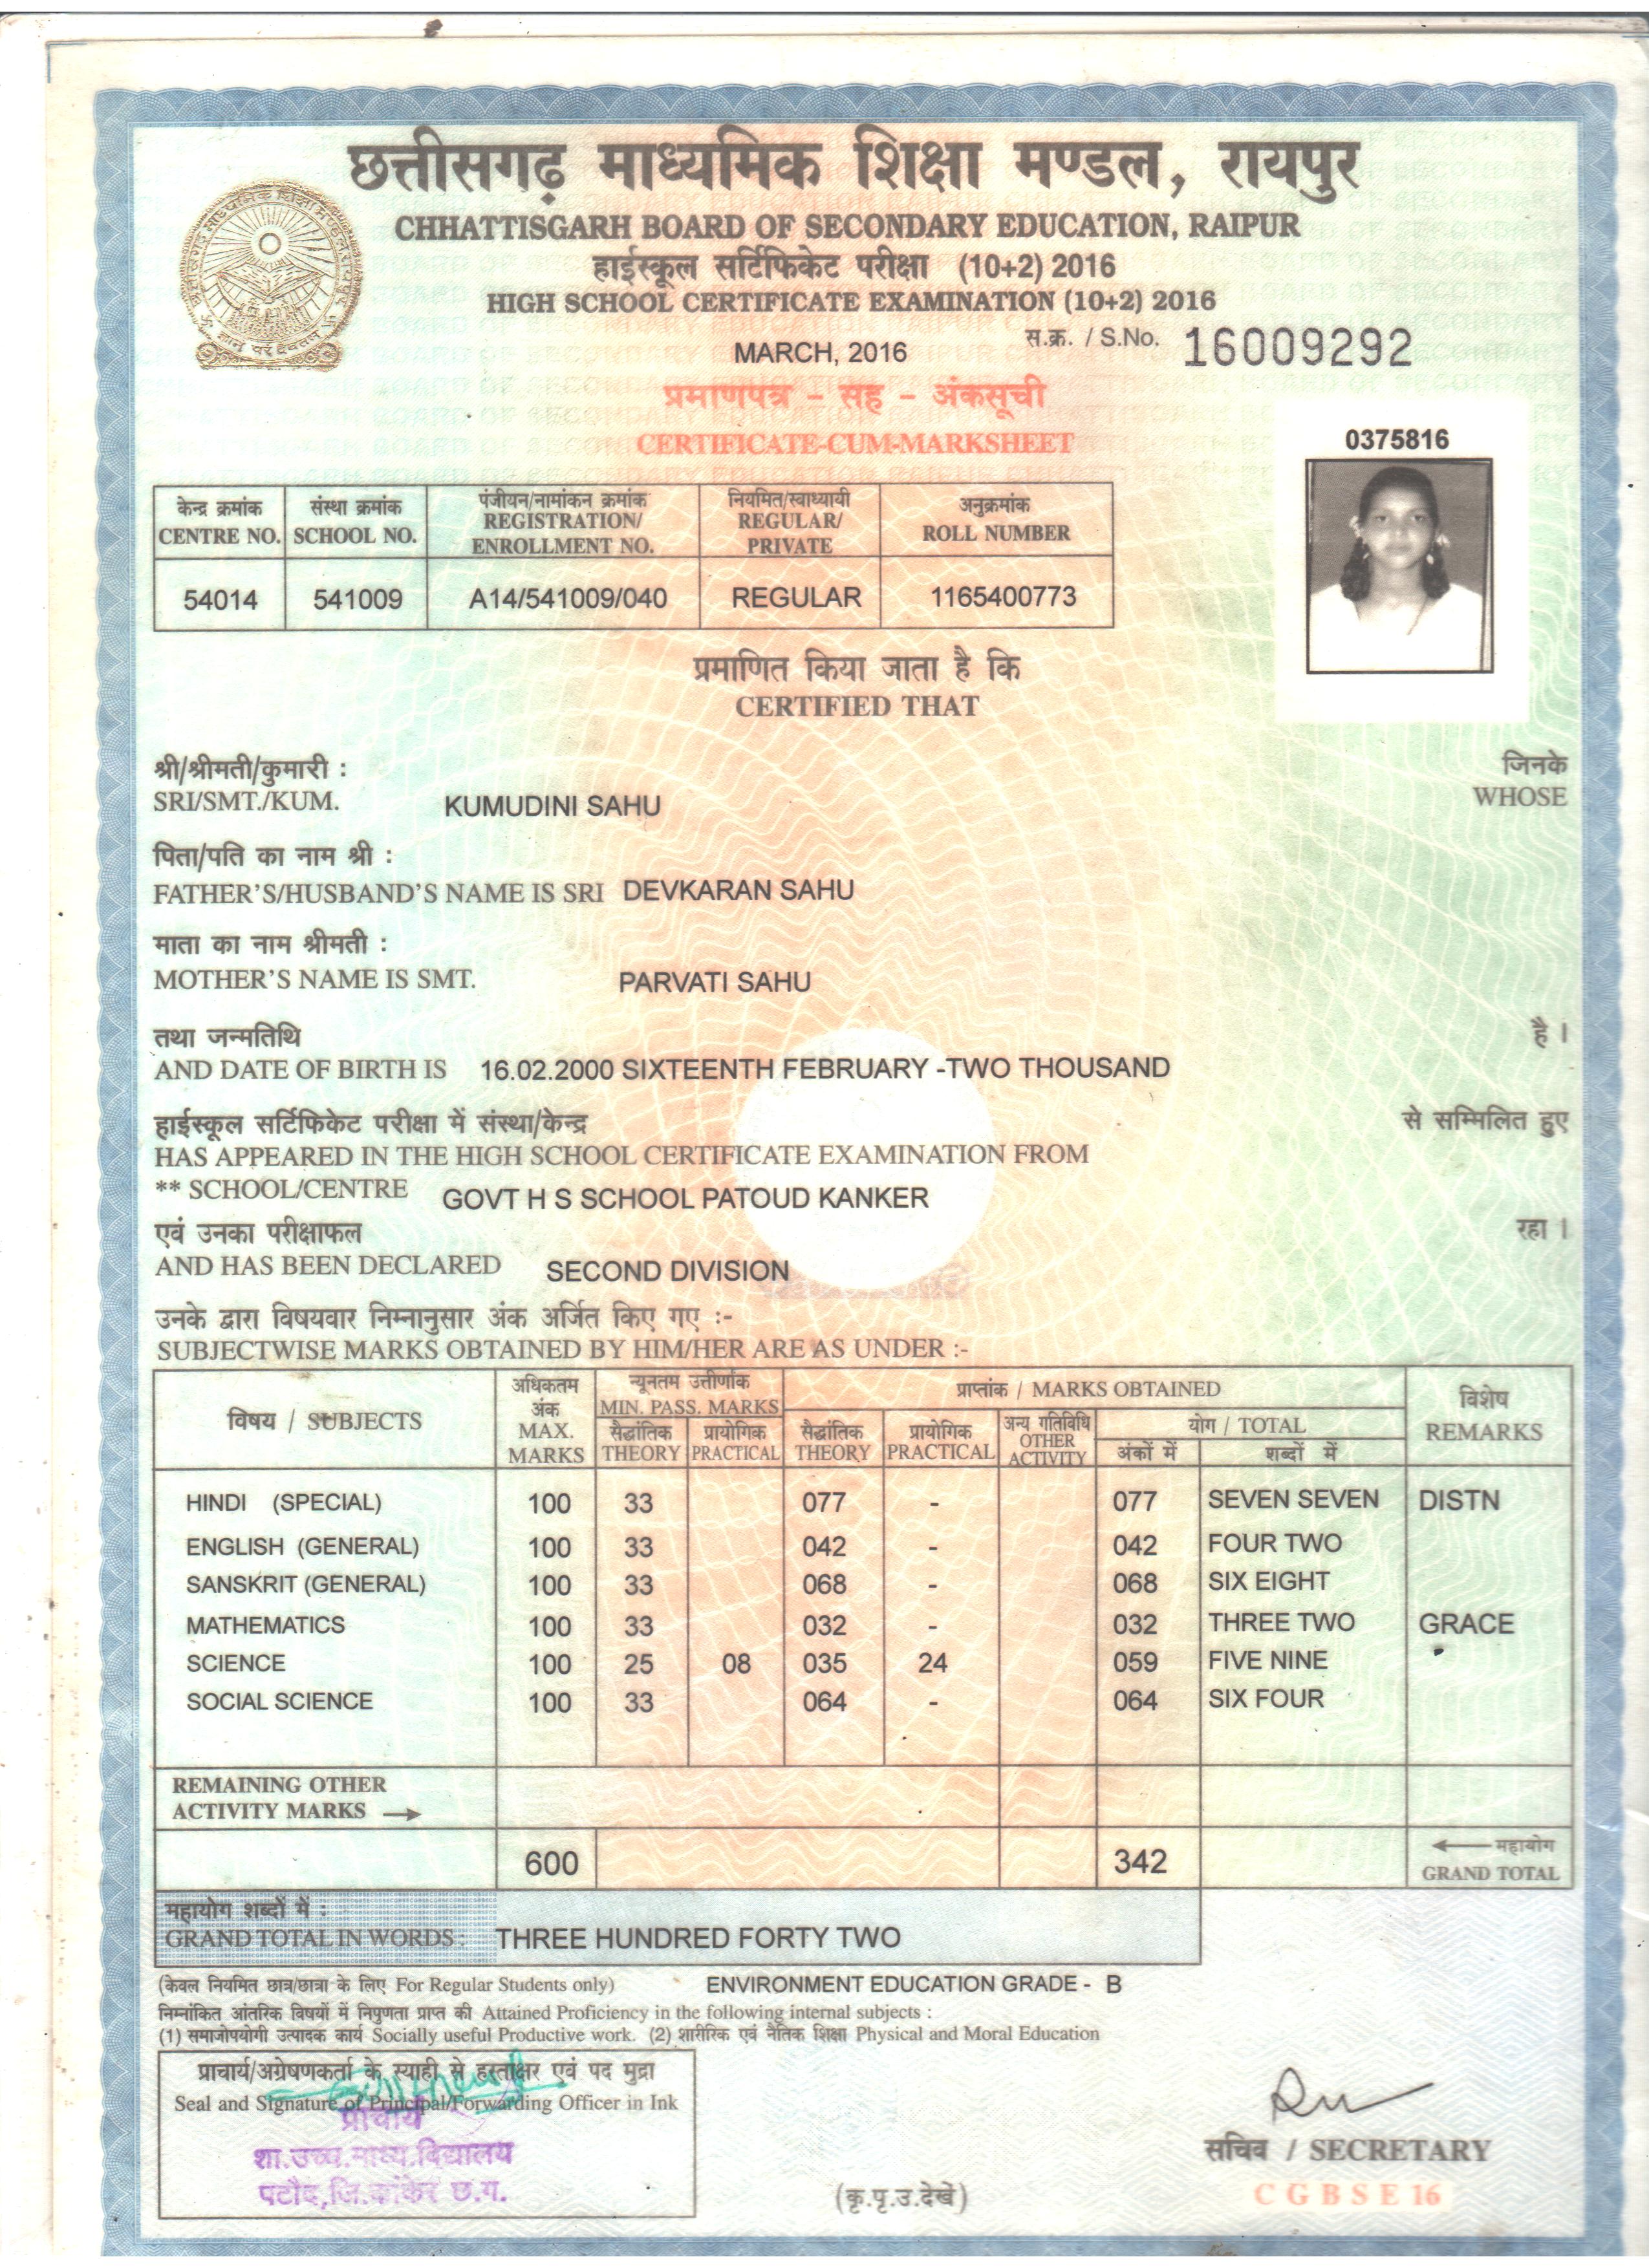 छत्तीसगढ़ माध्यमिक शिक्षा मण्डल, रायपुर
CHHATTISGARH BOARD OF SECONDARY EDUCATION, RAIPUR
हाईस्कूल सर्टिफिकेट परीक्षा (10+2) 2016
HIGH SCHOOL CERTIFICATE EXAMINATION (10+2) 2016
MARCH, 2016 स.क्र. / S.No. 16009292
प्रमाणपत्र - सह - अंकसूची
CERTIFICATE-CUM-MARKSHEET
0375816
केन्द्र क्रमांक संस्था क्रमांक पंजीयन/नामांकन क्रमांक नियमित/स्वाध्यायी अनुक्रमांक
CENTRE NO. SCHOOL NO. REGISTRATION/ ENROLLMENT NO. REGULAR/ PRIVATE ROLL NUMBER
54014 541009 A14/541009/040 REGULAR 1165400773
प्रमाणित किया जाता है कि
CERTIFIED THAT
श्री/श्रीमती/कुमारी : जिनके
SRI/SMT./KUM. KUMUDINI SAHU WHOSE
पिता/पति का नाम श्री :
FATHER'S/HUSBAND'S NAME IS SRI DEVKARAN SAHU
माता का नाम श्रीमती :
MOTHER'S NAME IS SMT. PARVATI SAHU
तथा जन्मतिथि है ।
AND DATE OF BIRTH IS 16.02.2000 SIXTEENTH FEBRUARY -TWO THOUSAND
हाईस्कूल सर्टिफिकेट परीक्षा में संस्था/केन्द्र से सम्मिलित हुए
HAS APPEARED IN THE HIGH SCHOOL CERTIFICATE EXAMINATION FROM
** SCHOOL/CENTRE GOVT H S SCHOOL PATOUD KANKER
एवं उनका परीक्षाफल रहा ।
AND HAS BEEN DECLARED SECOND DIVISION
उनके द्वारा विषयवार निम्नानुसार अंक अर्जित किए गए :-
SUBJECTWISE MARKS OBTAINED BY HIM/HER ARE AS UNDER :-
विषय / SUBJECTS अधिकतम अंक MAX. MARKS न्यूनतम उत्तीर्णांक MIN. PASS. MARKS प्राप्तांक / MARKS OBTAINED विशेष REMARKS
सैद्धांतिक THEORY प्रायोगिक PRACTICAL सैद्धांतिक THEORY प्रायोगिक PRACTICAL अन्य गतिविधि OTHER ACTIVITY योग / TOTAL
अंकों में शब्दों में
HINDI (SPECIAL) 100 33 077 - 077 SEVEN SEVEN DISTN
ENGLISH (GENERAL) 100 33 042 - 042 FOUR TWO
SANSKRIT (GENERAL) 100 33 068 - 068 SIX EIGHT
MATHEMATICS 100 33 032 - 032 THREE TWO GRACE
SCIENCE 100 25 08 035 24 059 FIVE NINE
SOCIAL SCIENCE 100 33 064 - 064 SIX FOUR
REMAINING OTHER
ACTIVITY MARKS →
600 342 ← महायोग
GRAND TOTAL
महायोग शब्दों में :
GRAND TOTAL IN WORDS : THREE HUNDRED FORTY TWO
(केवल नियमित छात्र/छात्रा के लिए For Regular Students only) ENVIRONMENT EDUCATION GRADE - B
निम्नांकित आंतरिक विषयों में निपुणता प्राप्त की Attained Proficiency in the following internal subjects :
(1) समाजोपयोगी उत्पादक कार्य Socially useful Productive work. (2) शारीरिक एवं नैतिक शिक्षा Physical and Moral Education
प्राचार्य/अग्रेषणकर्ता के स्याही से हस्ताक्षर एवं पद मुद्रा
Seal and Signature of Principal/Forwarding Officer in Ink
प्राचार्य
शा.उच्च.माध्य.विद्यालय
पटौद,जि.कांकेर छ.ग.
सचिव / SECRETARY
(कृ.पृ.उ.देखें)
C G B S E 16